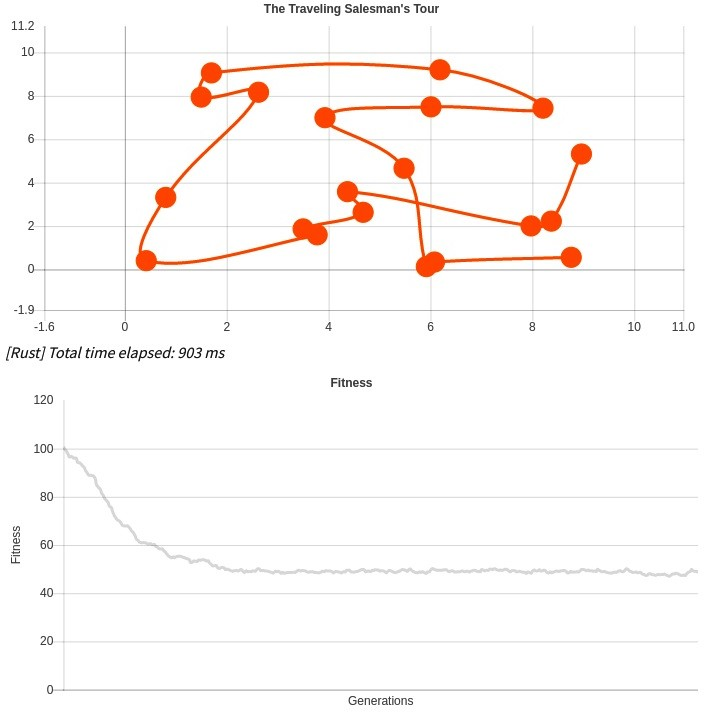 The Traveling Salesman's Tour
11.2
10
8
6
4
2
0
-1.9
-1.6 0 2 4 6 8 10 11.0
[Rust] Total time elapsed: 903 ms
Fitness
120
100
80
60
40
20
0
Fitness
Generations